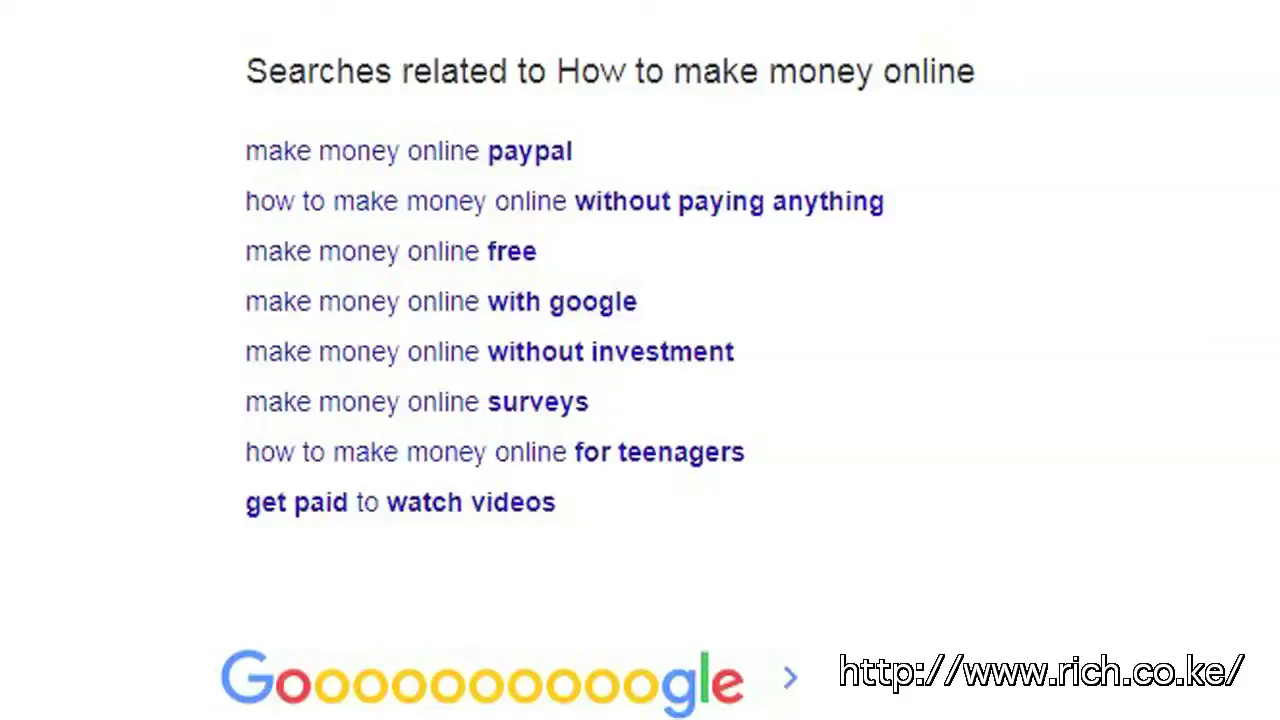 Searches related to How to make money online
make money online paypal
how to make money online without paying anything
make money online free
make money online with google
make money online without investment
make money online surveys
how to make money online for teenagers
get paid to watch videos
Goooooooooogle >
http://www.rich.co.ke/